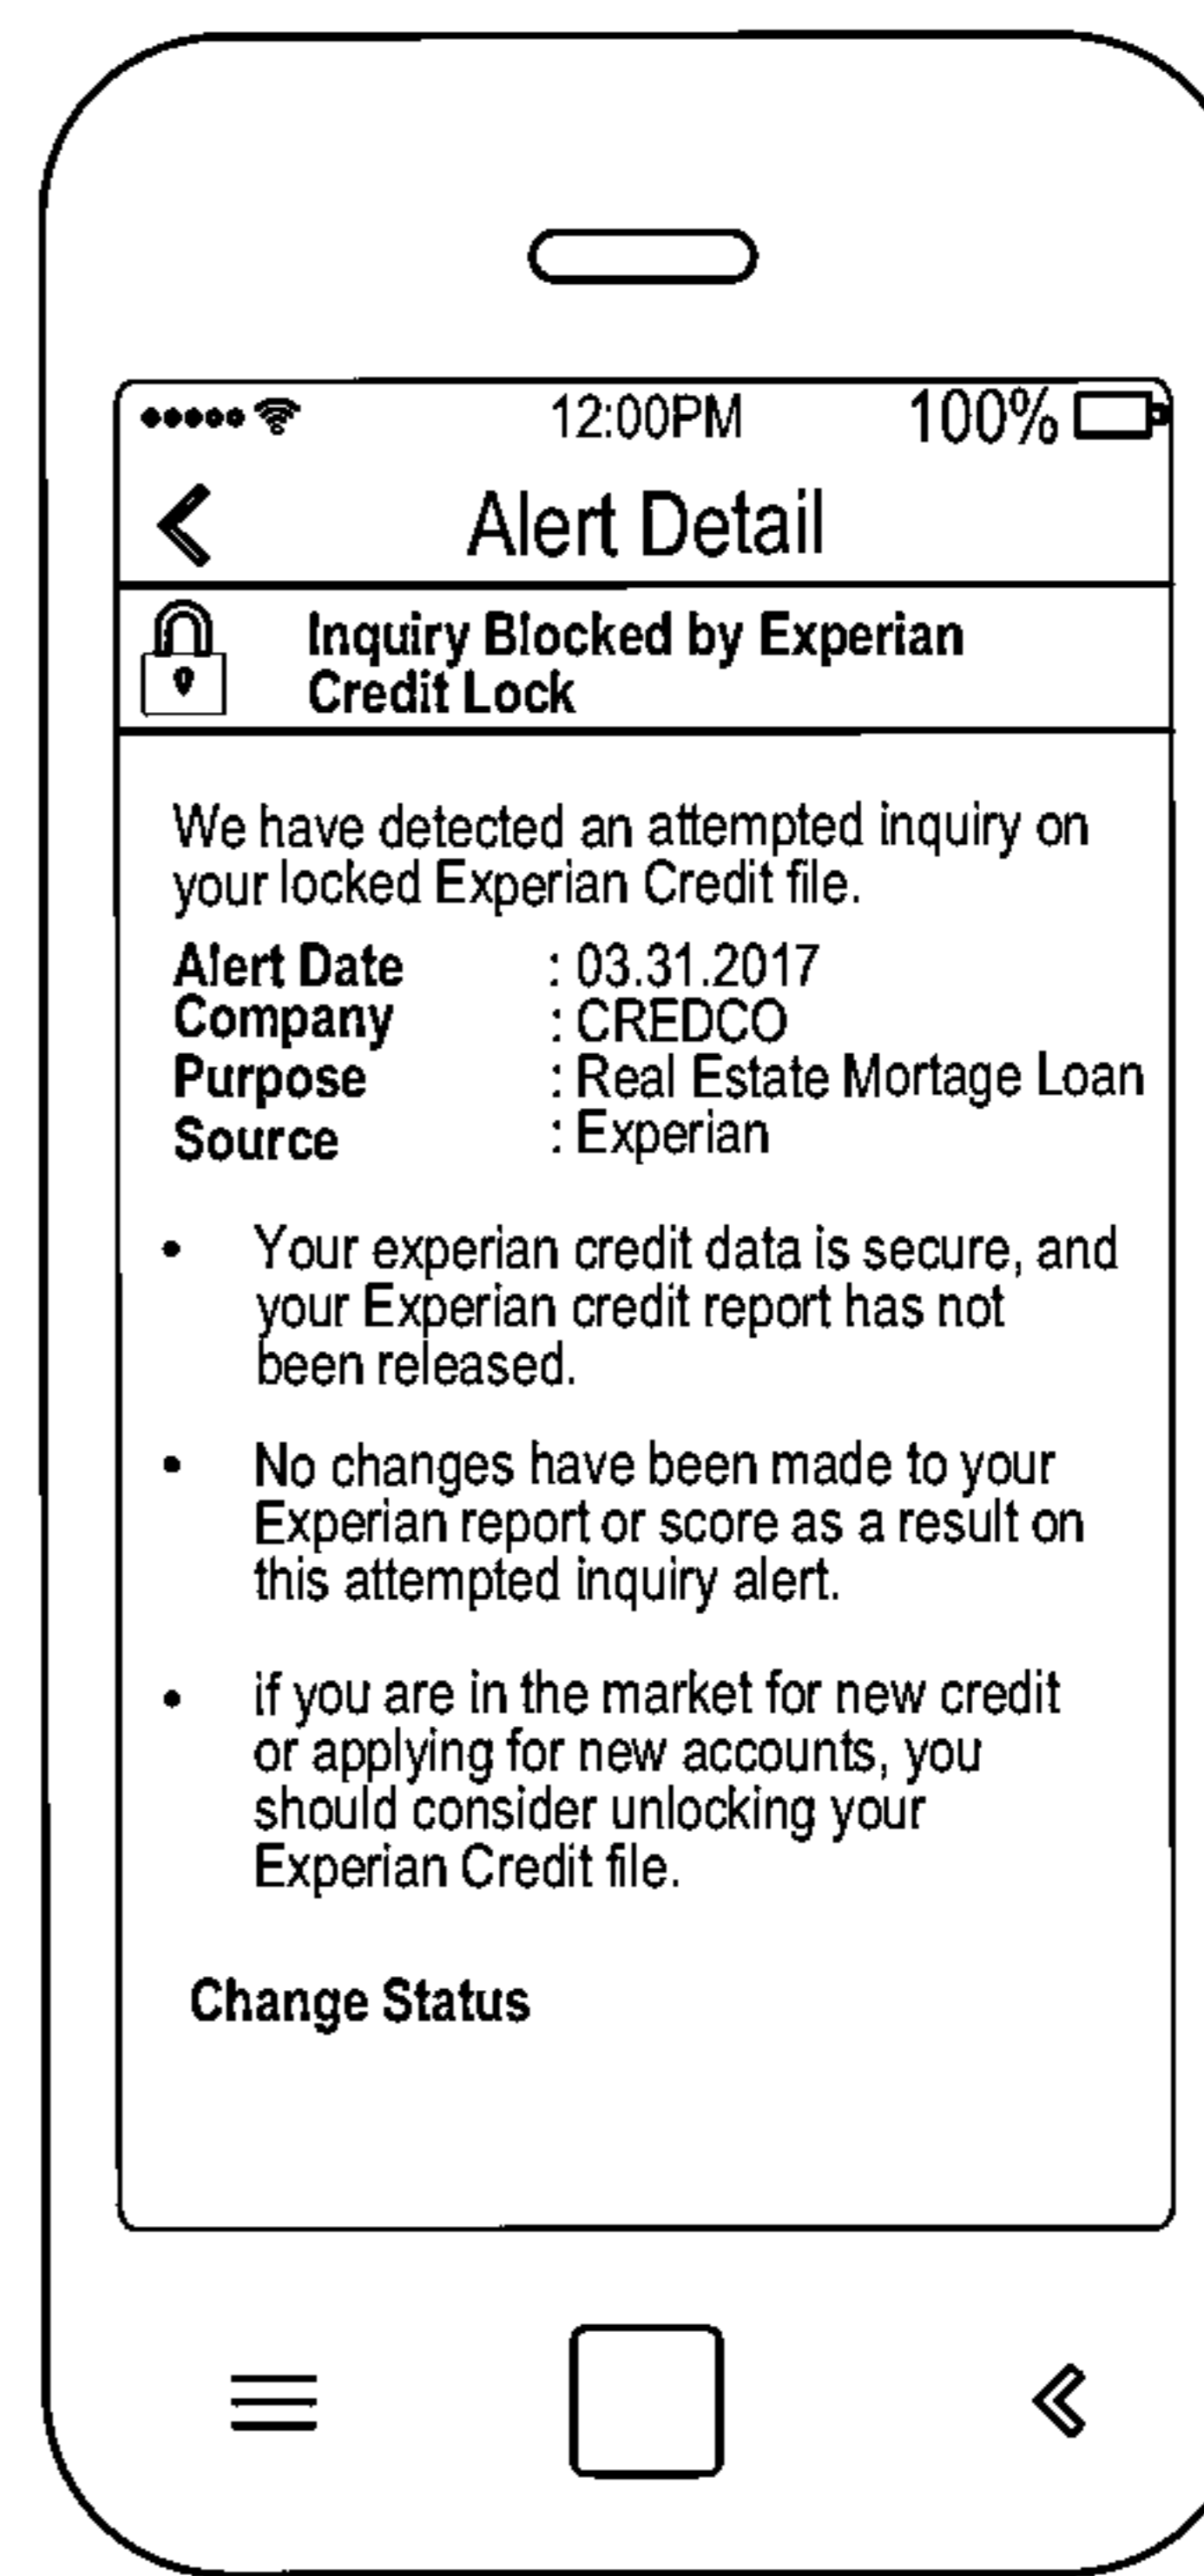 12:00PM 100%
Alert Detail
Inquiry Blocked by Experian
Credit Lock
We have detected an attempted inquiry on
your locked Experian Credit file.
Alert Date : 03.31.2017
Company : CREDCO
Purpose : Real Estate Mortage Loan
Source : Experian
• Your experian credit data is secure, and
your Experian credit report has not
been released.
• No changes have been made to your
Experian report or score as a result on
this attempted inquiry alert.
• if you are in the market for new credit
or applying for new accounts, you
should consider unlocking your
Experian Credit file.
Change Status